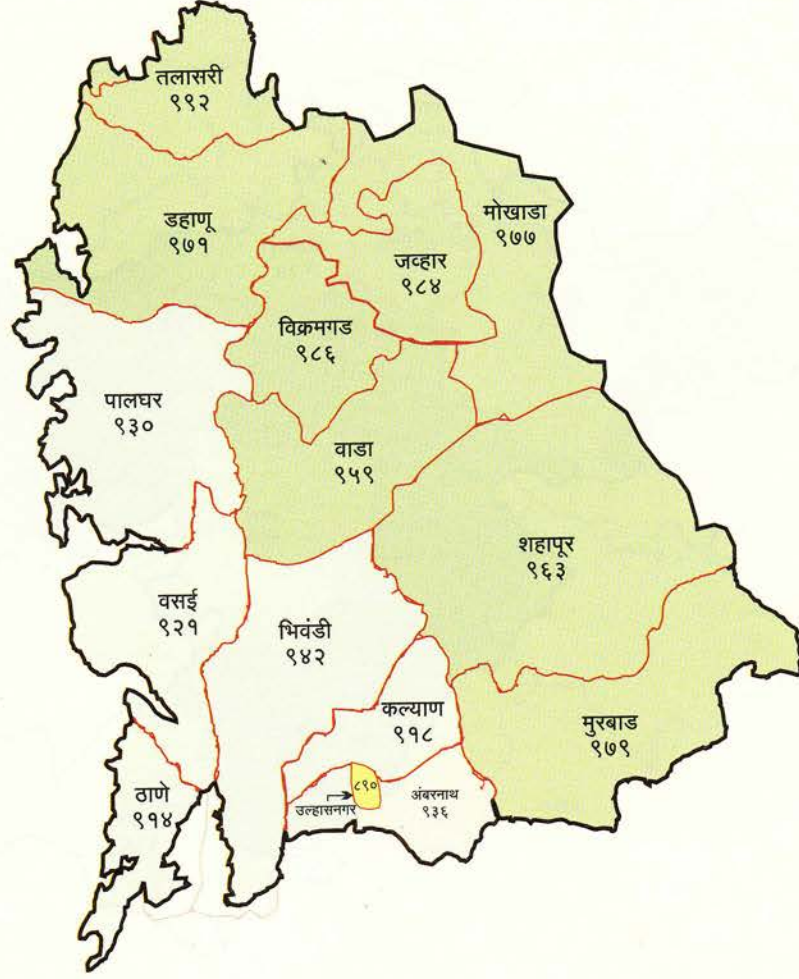 तलासरी
९९२
डहाणू
९७१
मोखाडा
९७७
जव्हार
९८४
विक्रमगड
९८६
पालघर
९३०
वाडा
९५९
शहापूर
९६३
वसई
९२१
भिवंडी
९४२
कल्याण
९१८
मुरबाड
९७९
ठाणे
९१४
८९०
उल्हासनगर
अंबरनाथ
९३६